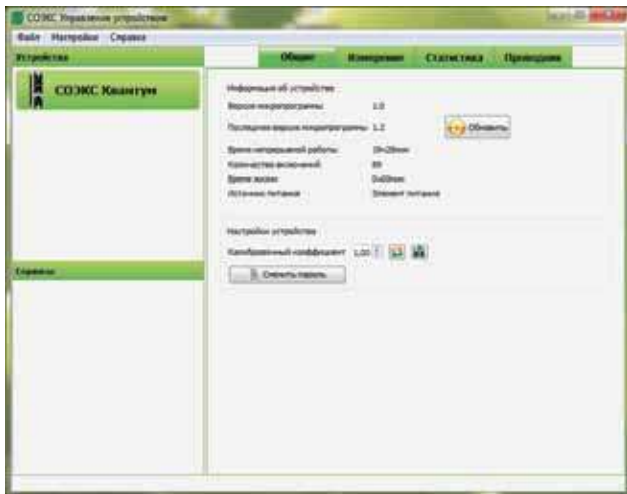 СОЭКС Управление устройством
Файл Настройки Справка
Устройства
Общие Измерение Статистика Проводник
СОЭКС Квантум
Информация об устройстве
Версия микропрограммы 1.0
Последняя версия микропрограммы 1.2 Обновить
Время непрерывной работы
Количество включений
Время жизни
Источник питания Элемент питания
Настройки устройства
Калибровочный коэффициент 1,00
Сменить пароль
Сервисы